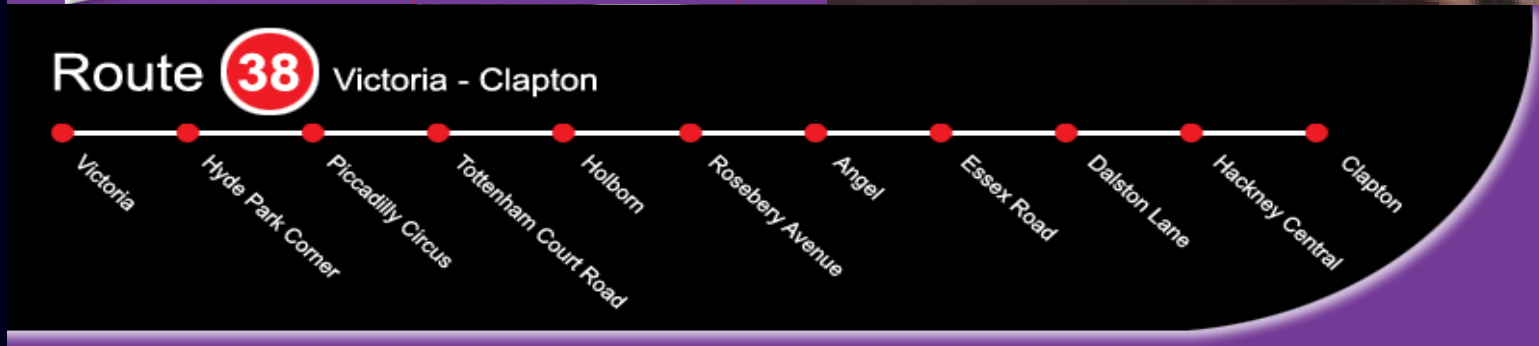 Route 38 Victoria - Clapton
Victoria
Hyde Park Corner
Piccadilly Circus
Tottenham Court Road
Holborn
Rosebery Avenue
Angel
Essex Road
Dalston Lane
Hackney Central
Clapton